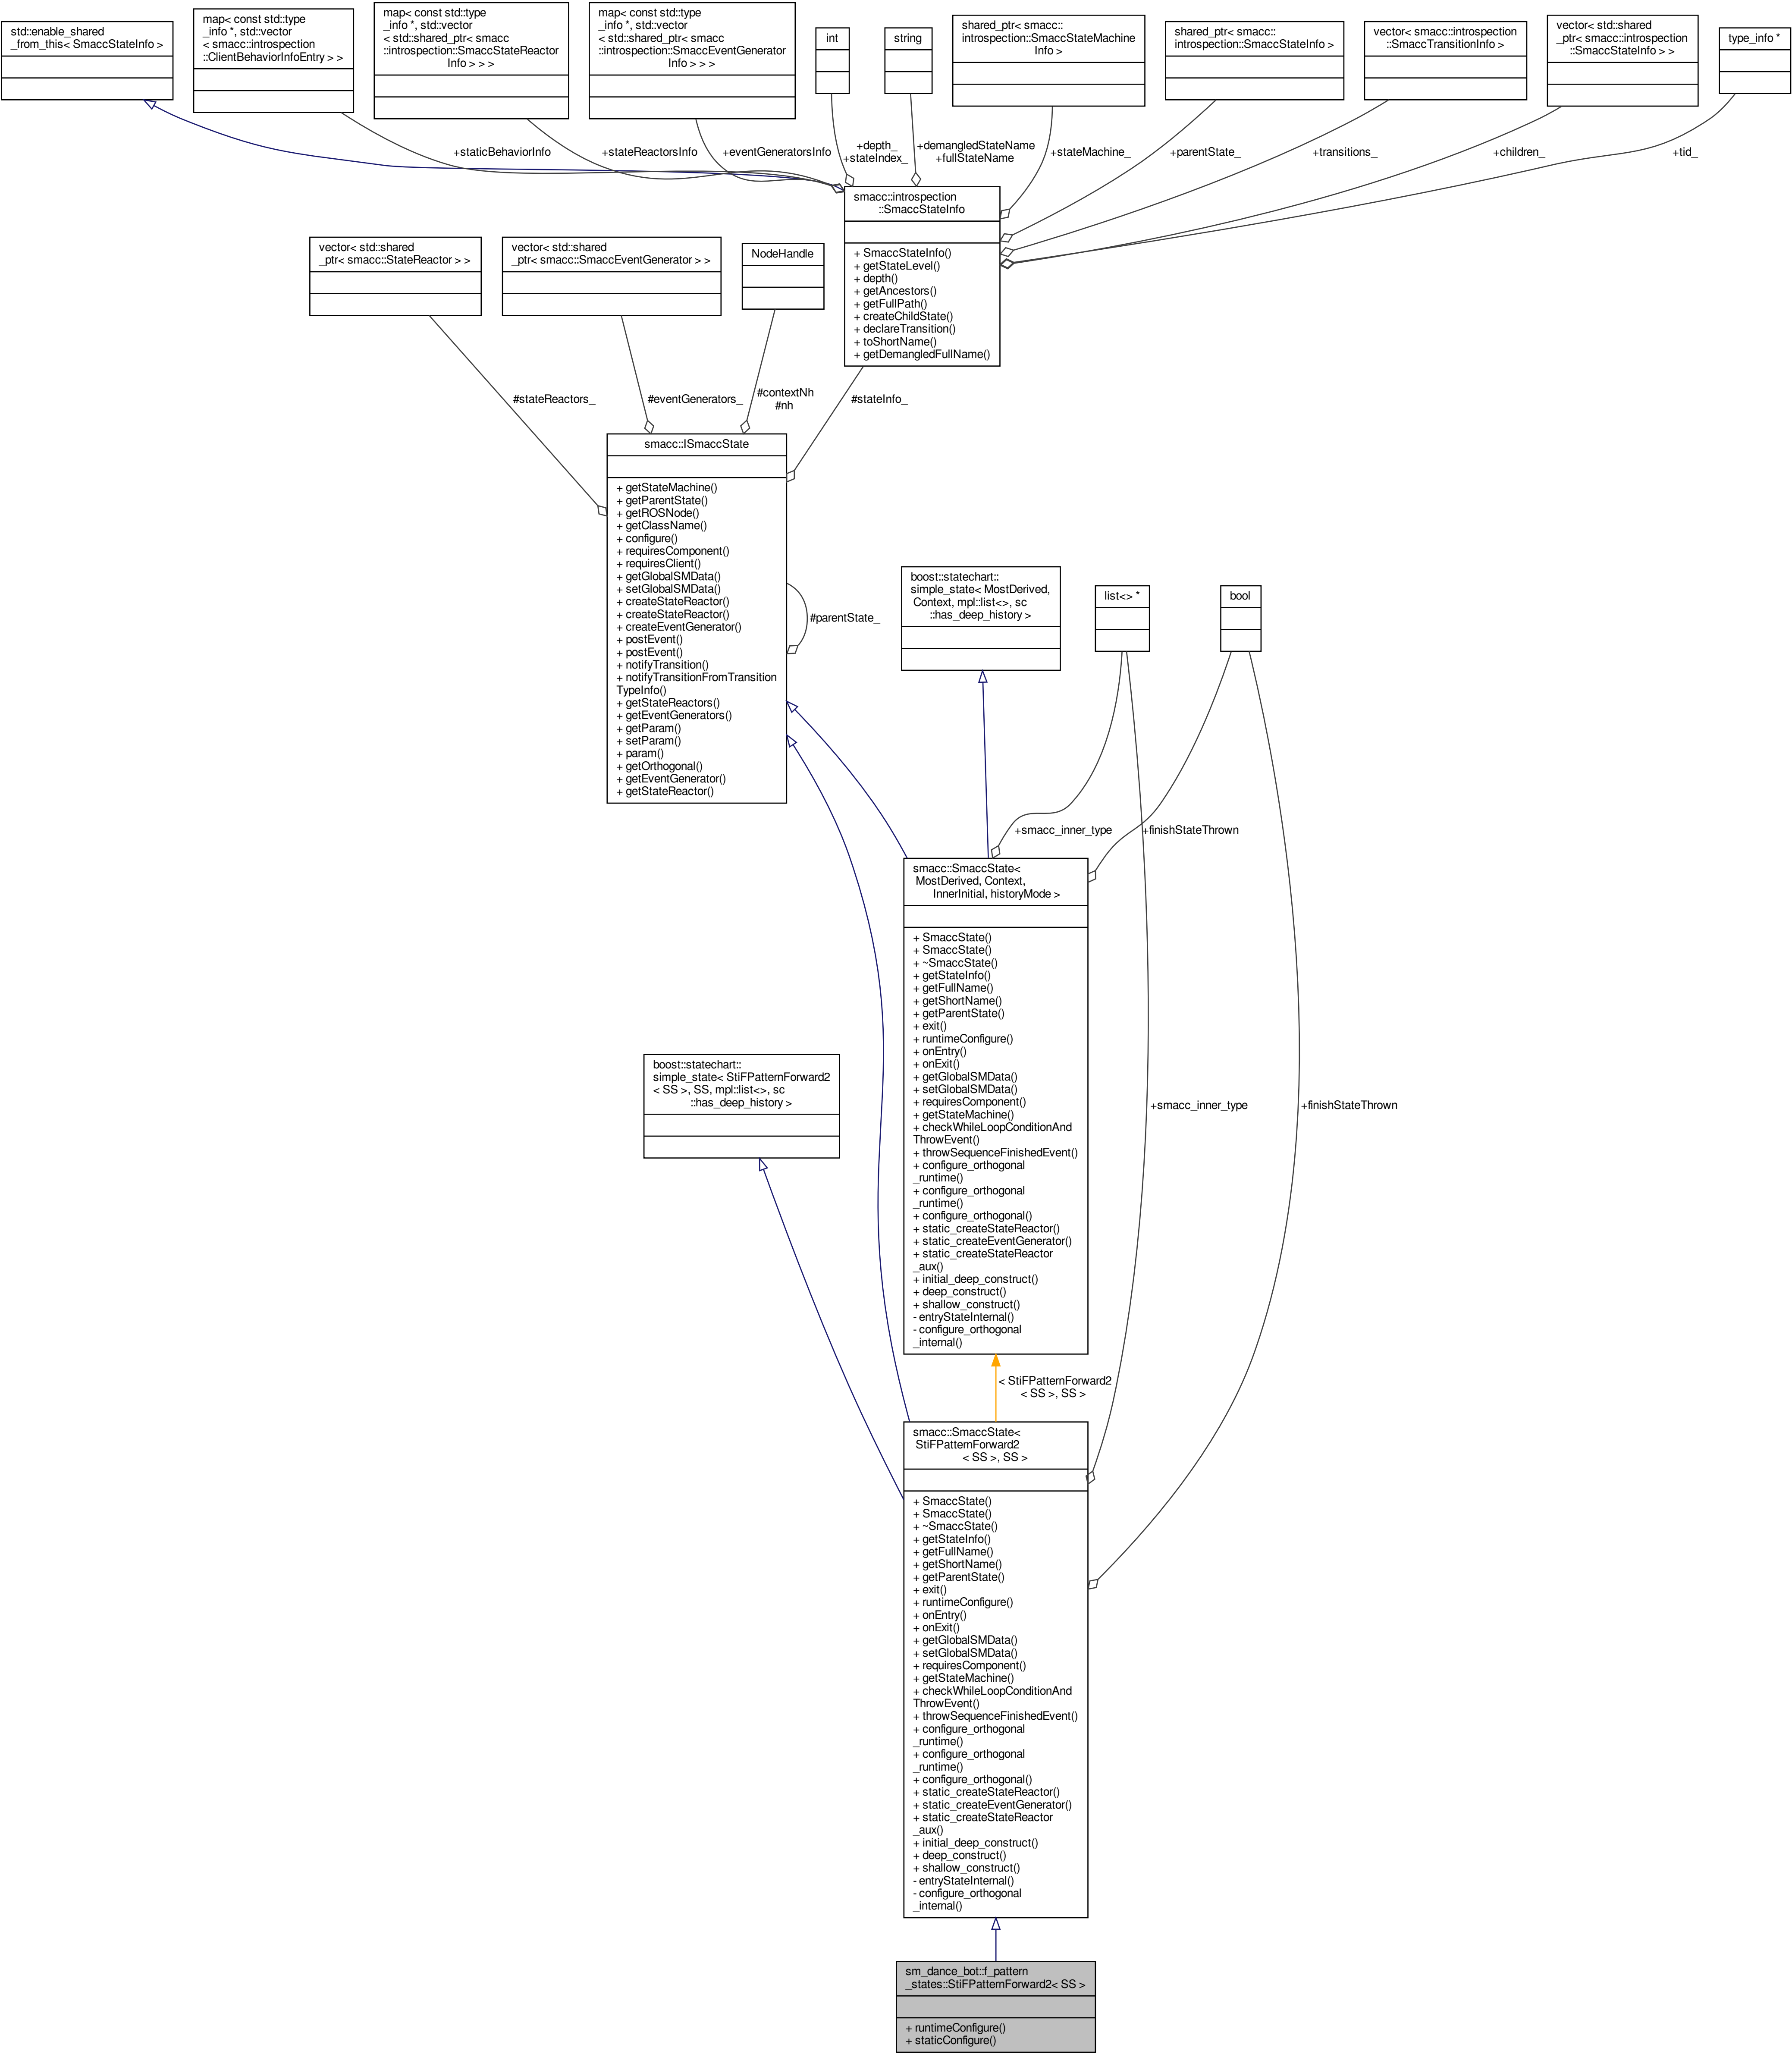 std::enable_shared
_from_this< SmaccStateInfo >
map< const std::type
_info *, std::vector
< smacc::introspection
::ClientBehaviorInfoEntry > >
map< const std::type
_info *, std::vector
< std::shared_ptr< smacc
::introspection::SmaccStateReactor
Info > > >
map< const std::type
_info *, std::vector
< std::shared_ptr< smacc
::introspection::SmaccEventGenerator
Info > > >
int
string
shared_ptr< smacc::
introspection::SmaccStateMachine
Info >
shared_ptr< smacc::
introspection::SmaccStateInfo >
vector< smacc::introspection
::SmaccTransitionInfo >
vector< std::shared
_ptr< smacc::introspection
::SmaccStateInfo > >
type_info *
+staticBehaviorInfo
+stateReactorsInfo
+eventGeneratorsInfo
+depth_
+stateIndex_
+demangledStateName
+fullStateName
+stateMachine_
+parentState_
+transitions_
+children_
+tid_
smacc::introspection
::SmaccStateInfo
+ SmaccStateInfo()
+ getStateLevel()
+ depth()
+ getAncestors()
+ getFullPath()
+ createChildState()
+ declareTransition()
+ toShortName()
+ getDemangledFullName()
vector< std::shared
_ptr< smacc::StateReactor > >
vector< std::shared
_ptr< smacc::SmaccEventGenerator > >
NodeHandle
#stateReactors_
#eventGenerators_
#contextNh
#nh
#stateInfo_
smacc::ISmaccState
+ getStateMachine()
+ getParentState()
+ getROSNode()
+ getClassName()
+ configure()
+ requiresComponent()
+ requiresClient()
+ getGlobalSMData()
+ setGlobalSMData()
+ createStateReactor()
+ createStateReactor()
+ createEventGenerator()
+ postEvent()
+ postEvent()
+ notifyTransition()
+ notifyTransitionFromTransition
TypeInfo()
+ getStateReactors()
+ getEventGenerators()
+ getParam()
+ setParam()
+ param()
+ getOrthogonal()
+ getEventGenerator()
+ getStateReactor()
#parentState_
boost::statechart::
simple_state< MostDerived,
Context, mpl::list<>, sc
::has_deep_history >
list<> *
bool
+smacc_inner_type
+finishStateThrown
smacc::SmaccState<
MostDerived, Context,
InnerInitial, historyMode >
+ SmaccState()
+ SmaccState()
+ ~SmaccState()
+ getStateInfo()
+ getFullName()
+ getShortName()
+ getParentState()
+ exit()
+ runtimeConfigure()
+ onEntry()
+ onExit()
+ getGlobalSMData()
+ setGlobalSMData()
+ requiresComponent()
+ getStateMachine()
+ checkWhileLoopConditionAnd
ThrowEvent()
+ throwSequenceFinishedEvent()
+ configure_orthogonal
_runtime()
+ configure_orthogonal
_runtime()
+ configure_orthogonal()
+ static_createStateReactor()
+ static_createEventGenerator()
+ static_createStateReactor
_aux()
+ initial_deep_construct()
+ deep_construct()
+ shallow_construct()
- entryStateInternal()
- configure_orthogonal
_internal()
boost::statechart::
simple_state< StiFPatternForward2
< SS >, SS, mpl::list<>, sc
::has_deep_history >
+smacc_inner_type
+finishStateThrown
< StiFPatternForward2
< SS >, SS >
smacc::SmaccState<
StiFPatternForward2
< SS >, SS >
+ SmaccState()
+ SmaccState()
+ ~SmaccState()
+ getStateInfo()
+ getFullName()
+ getShortName()
+ getParentState()
+ exit()
+ runtimeConfigure()
+ onEntry()
+ onExit()
+ getGlobalSMData()
+ setGlobalSMData()
+ requiresComponent()
+ getStateMachine()
+ checkWhileLoopConditionAnd
ThrowEvent()
+ throwSequenceFinishedEvent()
+ configure_orthogonal
_runtime()
+ configure_orthogonal
_runtime()
+ configure_orthogonal()
+ static_createStateReactor()
+ static_createEventGenerator()
+ static_createStateReactor
_aux()
+ initial_deep_construct()
+ deep_construct()
+ shallow_construct()
- entryStateInternal()
- configure_orthogonal
_internal()
sm_dance_bot::f_pattern
_states::StiFPatternForward2< SS >
+ runtimeConfigure()
+ staticConfigure()